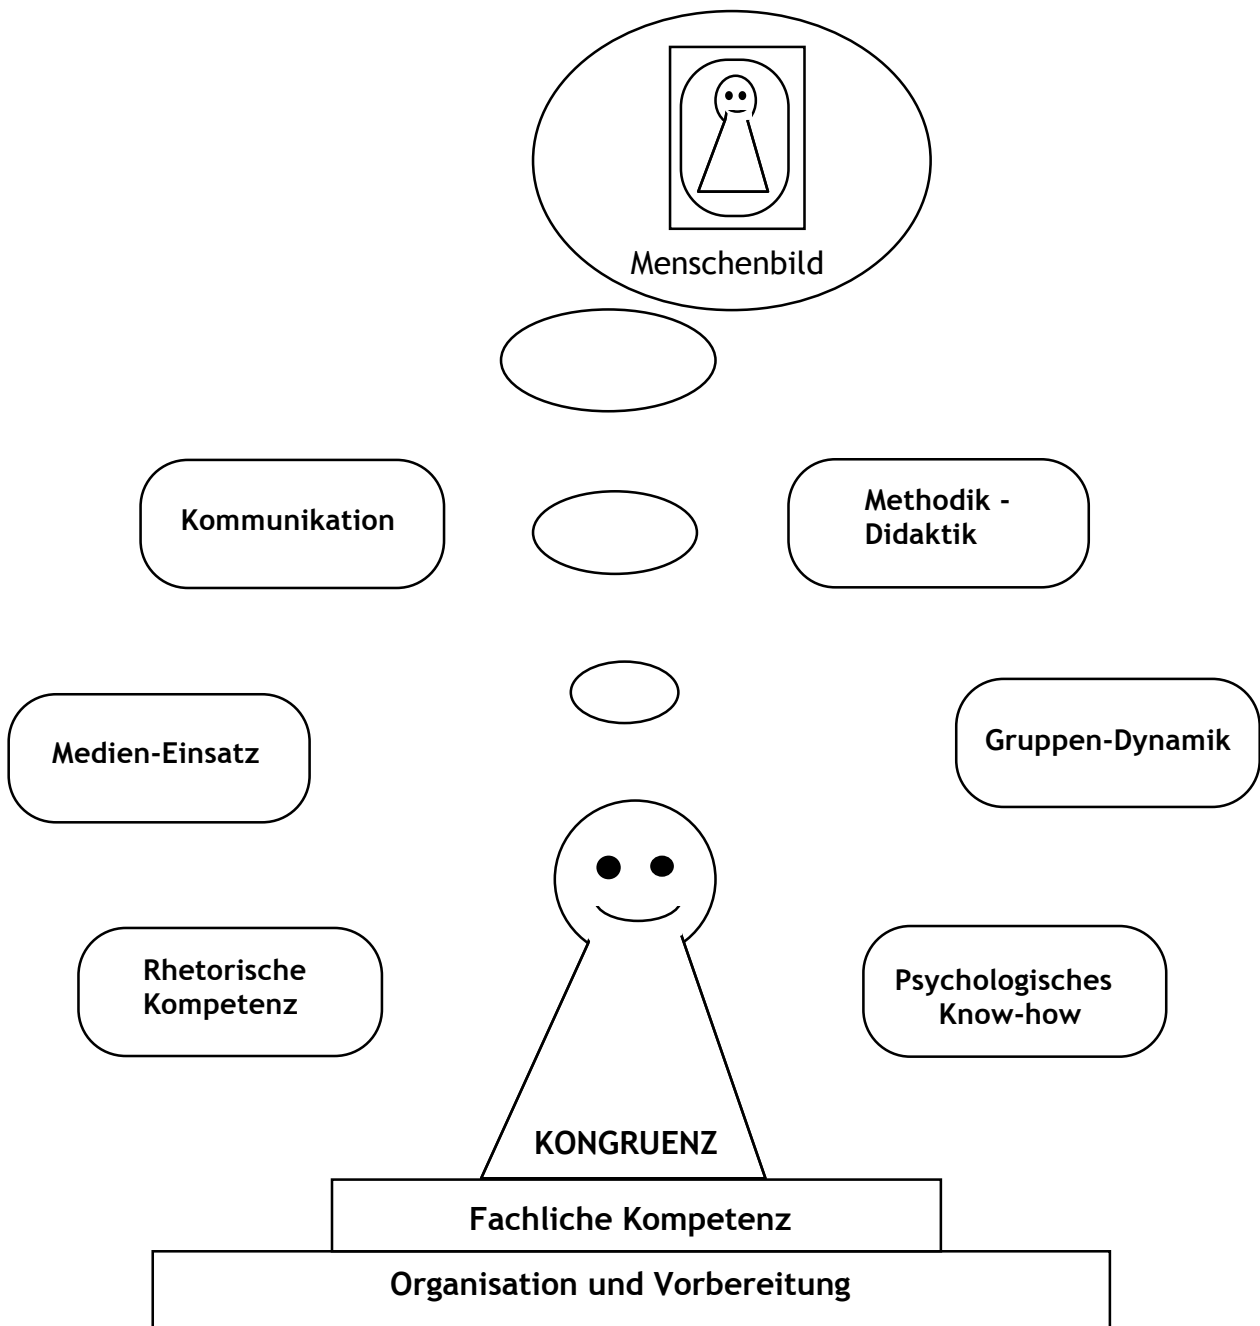 Menschenbild
Kommunikation
Methodik -
Didaktik
Medien-Einsatz
Gruppen-Dynamik
Rhetorische
Kompetenz
Psychologisches
Know-how
KONGRUENZ
Fachliche Kompetenz
Organisation und Vorbereitung